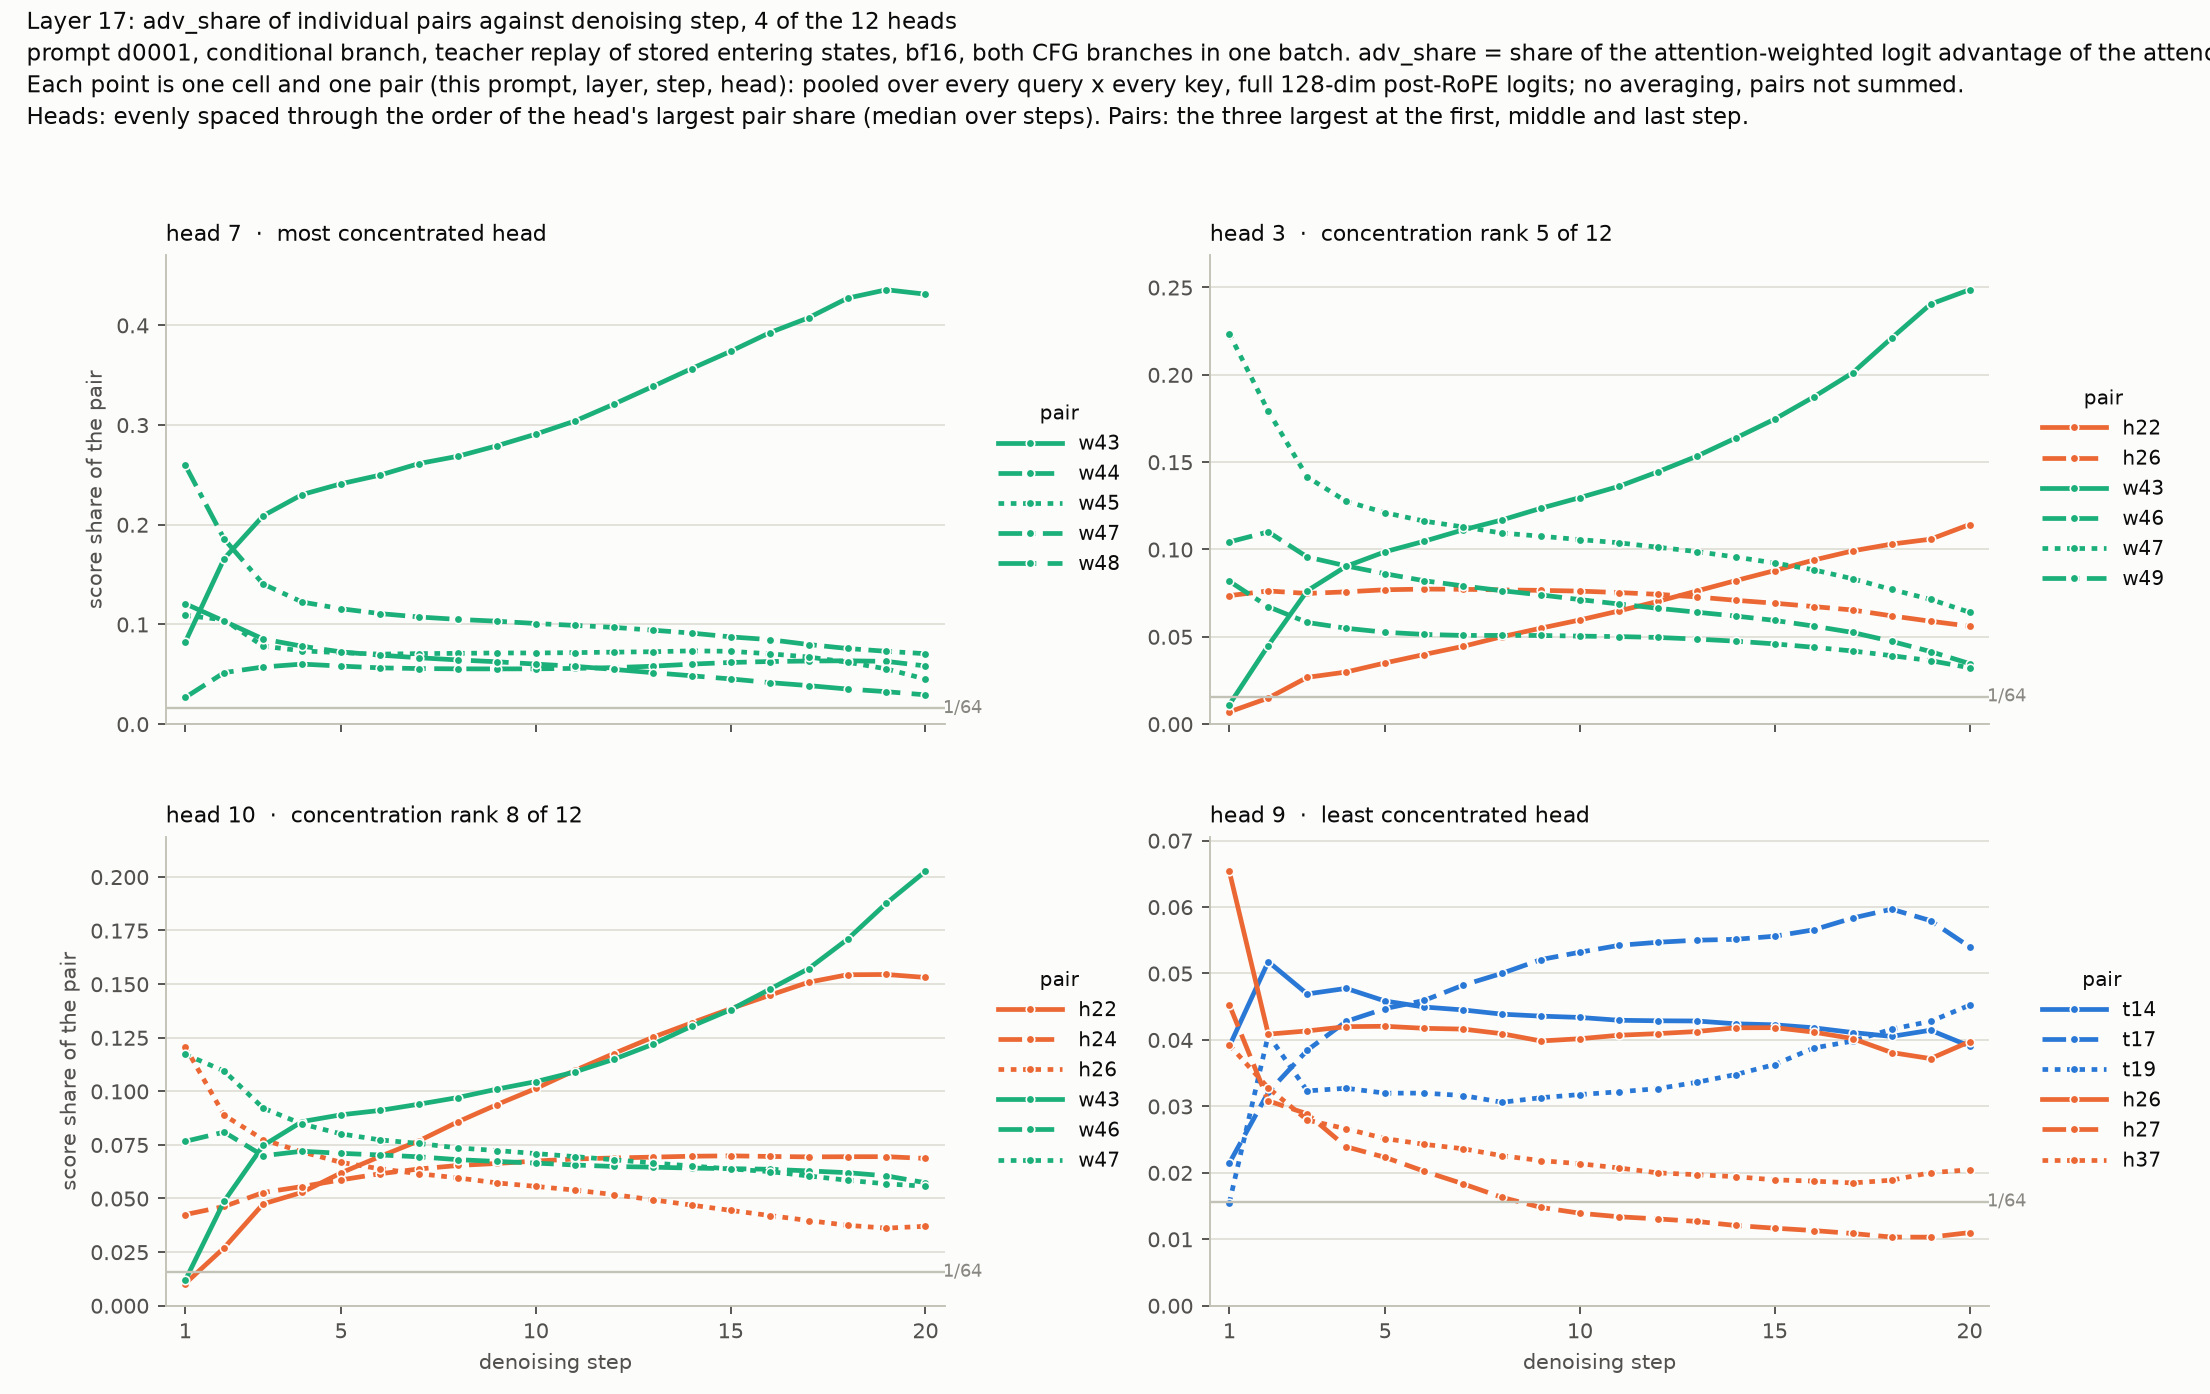 Layer 17: adv_share of individual pairs against denoising step, 4 of the 12 heads
prompt d0001, conditional branch, teacher replay of stored entering states, bf16, both CFG branches in one batch. adv_share = share of the attention-weighted logit advantage of the
Each point is one cell and one pair (this prompt, layer, step, head): pooled over every query x every key, full 128-dim post-RoPE logits; no averaging, pairs not summed.
Heads: evenly spaced through the order of the head's largest pair share (median over steps). Pairs: the three largest at the first, middle and last step.
head 7 · most concentrated head
score share of the pair
0.4
0.3
0.2
0.1
0.0
1/64
pair
w43
w44
w45
w47
w48
head 3 · concentration rank 5 of 12
0.25
0.20
0.15
0.10
0.05
0.00
1/64
pair
h22
h26
w43
w46
w47
w49
head 10 · concentration rank 8 of 12
score share of the pair
0.200
0.175
0.150
0.125
0.100
0.075
0.050
0.025
0.000
1/64
1 5 10 15 20
denoising step
pair
h22
h24
h26
w43
w46
w47
head 9 · least concentrated head
0.07
0.06
0.05
0.04
0.03
0.02
0.01
0.00
1/64
1 5 10 15 20
denoising step
pair
t14
t17
t19
h26
h27
h37